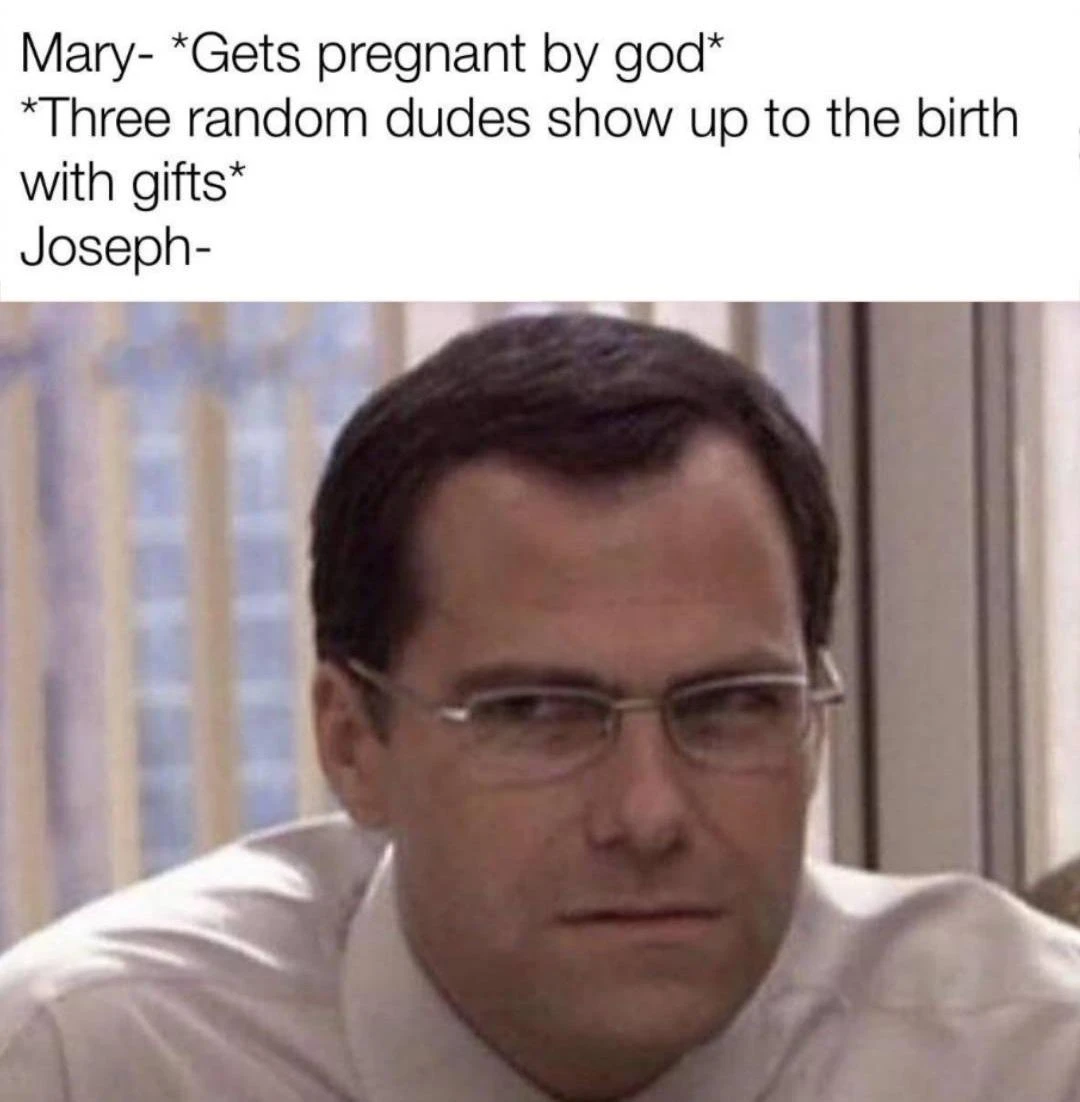 Mary- *Gets pregnant by god*
*Three random dudes show up to the birth
with gifts*
Joseph-